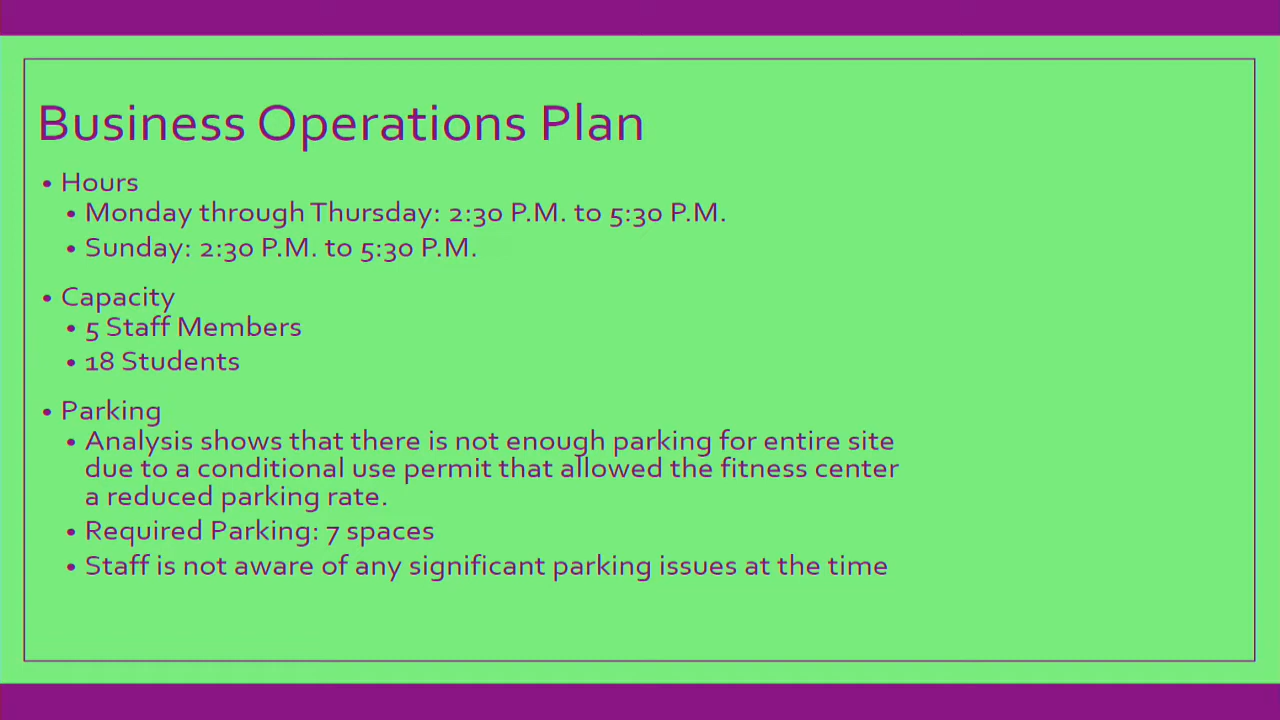 Business Operations Plan
• Hours
• Monday through Thursday: 2:30 P.M. to 5:30 P.M.
• Sunday: 2:30 P.M. to 5:30 P.M.
• Capacity
• 5 Staff Members
• 18 Students
• Parking
• Analysis shows that there is not enough parking for entire site
due to a conditional use permit that allowed the fitness center
a reduced parking rate.
• Required Parking: 7 spaces
• Staff is not aware of any significant parking issues at the time